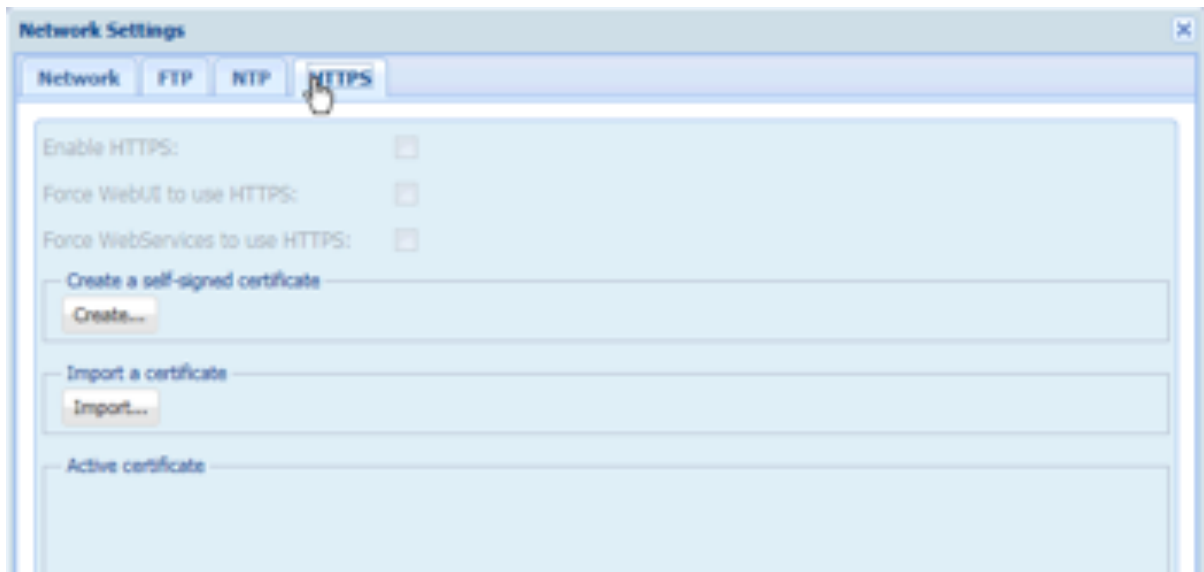 Network Settings
Network FTP NTP HTTPS
Enable HTTPS:
Force WebUI to use HTTPS:
Force WebServices to use HTTPS:
Create a self-signed certificate
Create...
Import a certificate
Import...
Active certificate